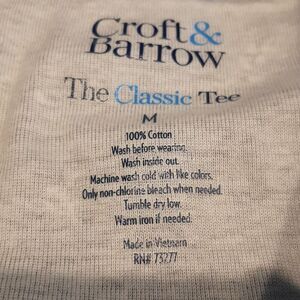 Croft &
Barrow
The Classic Tee
M
100% Cotton
Wash before wearing.
Wash inside out.
Machine wash cold with like colors.
Only non-chlorine bleach when needed.
Tumble dry low.
Warm iron if needed.
Made in Vietnam
RN# 73277